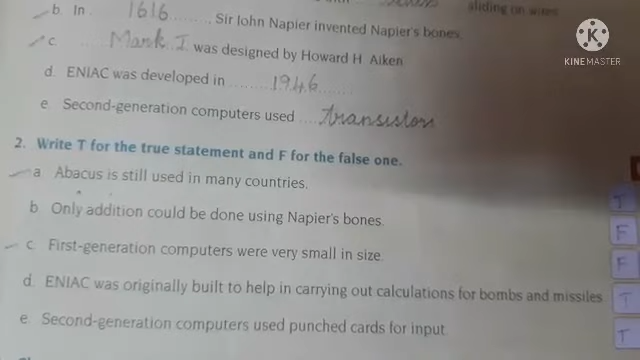 sliding on wires
b. In 1616 Sir John Napier invented Napier's bones.
KINEMASTER
c. Mark I was designed by Howard H Aiken
d. ENIAC was developed in 1946
e. Second-generation computers used transistors
2. Write T for the true statement and F for the false one.
a. Abacus is still used in many countries. T
b Only addition could be done using Napier's bones. F
c. First-generation computers were very small in size. F
d. ENIAC was originally built to help in carrying out calculations for bombs and missiles T
e. Second-generation computers used punched cards for input T